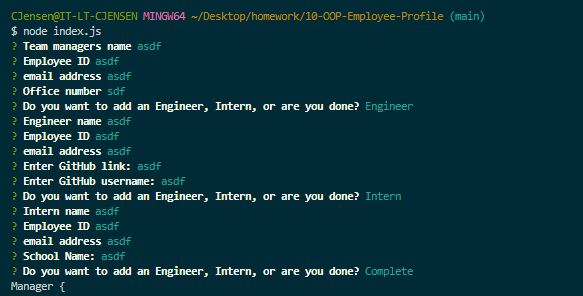 CJensen@IT-LT-CJENSEN MINGW64 ~/Desktop/homework/10-OOP-Employee-Profile (main)
$ node index.js
? Team managers name asdf
? Employee ID asdf
? email address asdf
? Office number sdf
? Do you want to add an Engineer, Intern, or are you done? Engineer
? Engineer name asdf
? Employee ID asdf
? email address asdf
? Enter GitHub link: asdf
? Enter GitHub username: asdf
? Do you want to add an Engineer, Intern, or are you done? Intern
? Intern name asdf
? Employee ID asdf
? email address asdf
? School Name: asdf
? Do you want to add an Engineer, Intern, or are you done? Complete
Manager {